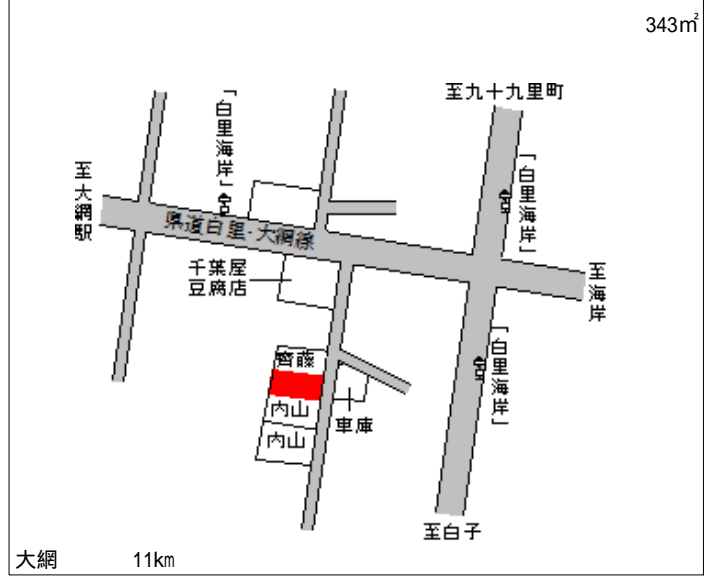 343㎡
至九十九里町
「白里海岸」
「白里海岸」
至大網駅
県道白里・大網線
千葉屋
豆腐店
至海岸
「白里海岸」
齊藤
内山
車庫
内山
至白子
大網 11km